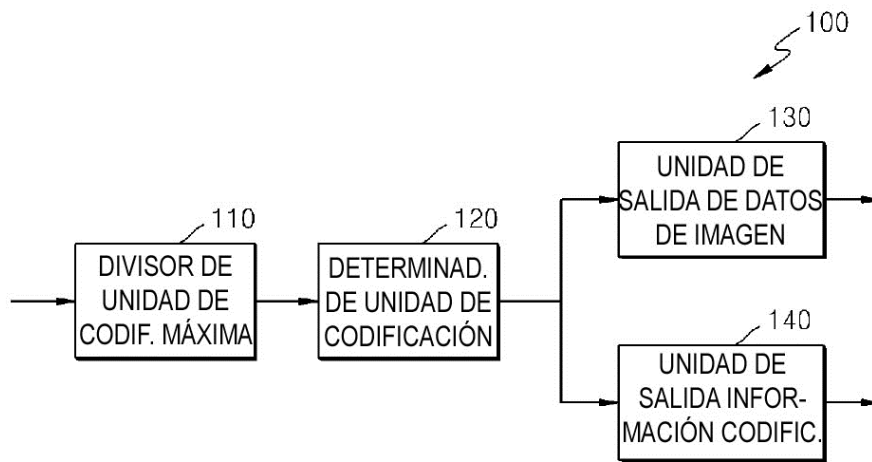 100
130
UNIDAD DE
SALIDA DE DATOS
DE IMAGEN
110
DIVISOR DE
UNIDAD DE
CODIF. MÁXIMA
120
DETERMINAD.
DE UNIDAD DE
CODIFICACIÓN
140
UNIDAD DE
SALIDA INFOR-
MACIÓN CODIFIC.